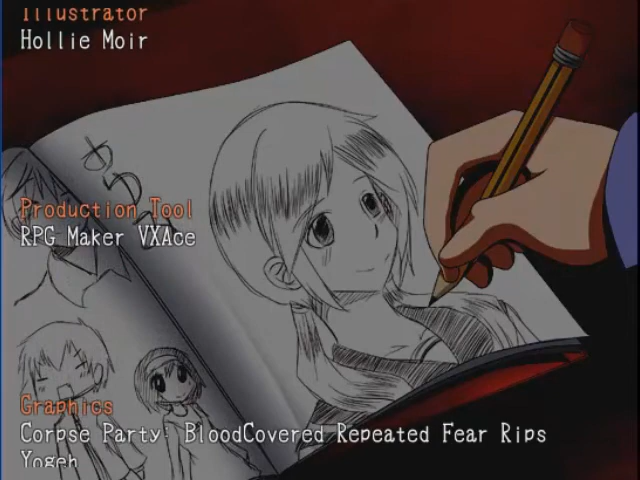 Illustrator
Hollie Moir
Production Tool
RPG Maker VXAce
Graphics
Corpse Party: BloodCovered Repeated Fear Rips
Yogeh